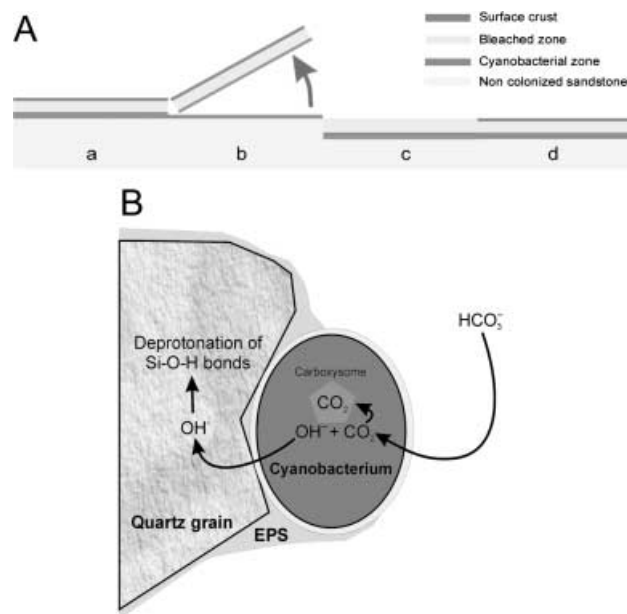 A
Surface crust
Bleached zone
Cyanobacterial zone
Non colonized sandstone
a
b
c
d
B
HCO₃⁻
Deprotonation of
Si-O-H bonds
Carboxysome
CO₂
OH⁻
OH⁻ + CO₂
Cyanobacterium
Quartz grain
EPS